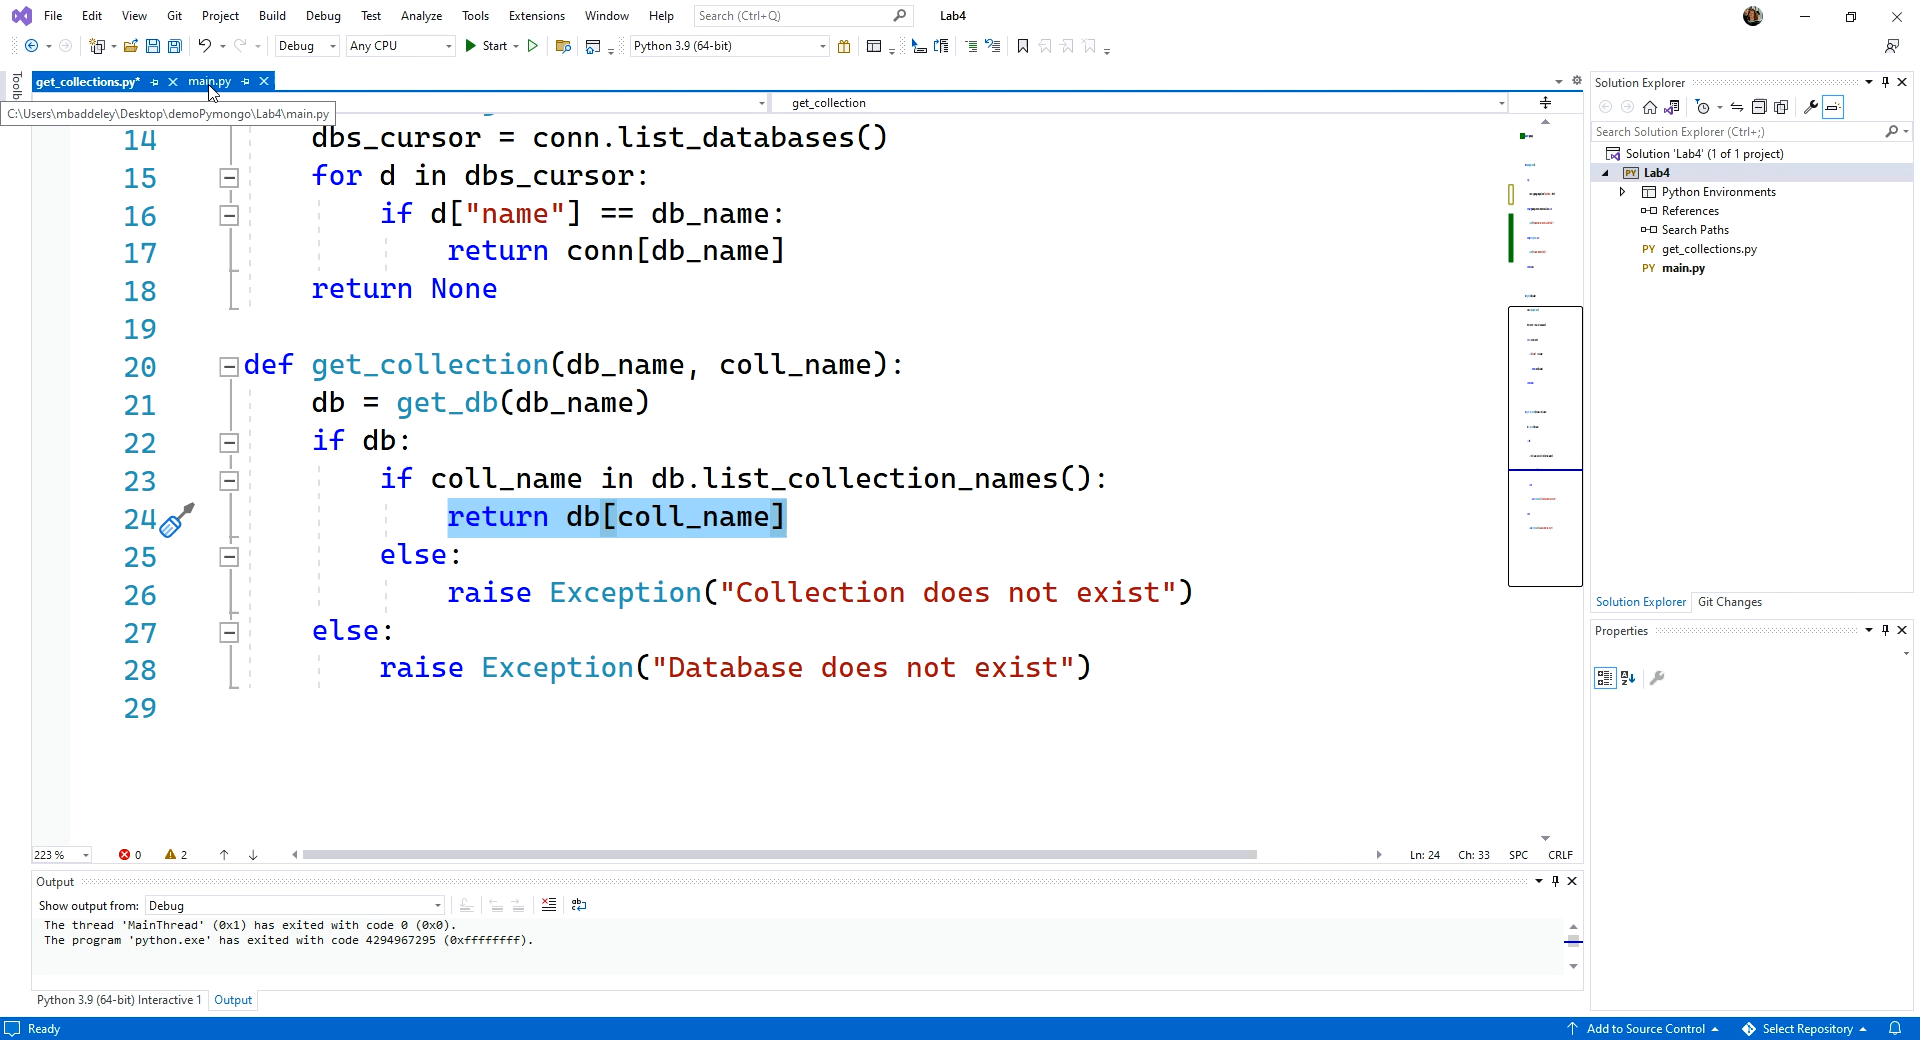 File Edit View Git Project Build Debug Test Analyze Tools Extensions Window Help Search (Ctrl+Q) Lab4
Debug Any CPU Start Python 3.9 (64-bit)
Toolb
get_collections.py* main.py
get_collection
C:\Users\mbaddeley\Desktop\demoPymongo\Lab4\main.py
14 dbs_cursor = conn.list_databases()
15 for d in dbs_cursor:
16 if d["name"] == db_name:
17 return conn[db_name]
18 return None
19
20 def get_collection(db_name, coll_name):
21 db = get_db(db_name)
22 if db:
23 if coll_name in db.list_collection_names():
24 return db[coll_name]
25 else:
26 raise Exception("Collection does not exist")
27 else:
28 raise Exception("Database does not exist")
29
223 % 0 2 Ln: 24 Ch: 33 SPC CRLF
Output
Show output from: Debug
The thread 'MainThread' (0x1) has exited with code 0 (0x0).
The program 'python.exe' has exited with code 4294967295 (0xffffffff).
Python 3.9 (64-bit) Interactive 1 Output
Solution Explorer
Search Solution Explorer (Ctrl+;)
Solution 'Lab4' (1 of 1 project)
PY Lab4
Python Environments
References
Search Paths
PY get_collections.py
PY main.py
Solution Explorer Git Changes
Properties
Ready Add to Source Control Select Repository